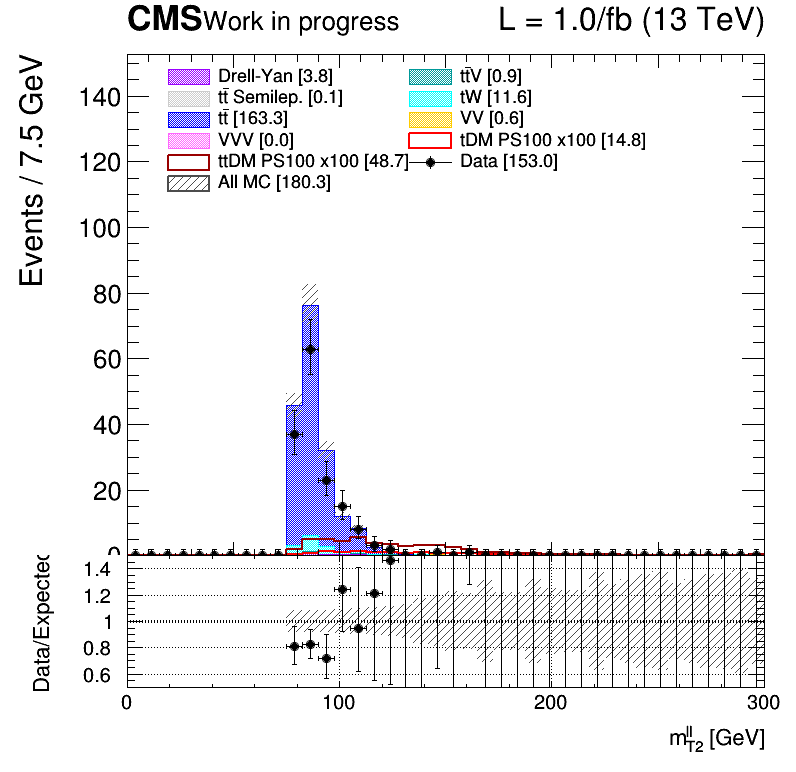 CMS Work in progress L = 1.0/fb (13 TeV)
Events / 7.5 GeV
Drell-Yan [3.8] tt̄V [0.9]
tt̄ Semilep. [0.1] tW [11.6]
tt̄ [163.3] VV [0.6]
VVV [0.0] tDM PS100 x100 [14.8]
ttDM PS100 x100 [48.7] Data [153.0]
All MC [180.3]
140
120
100
80
60
40
20
0
Data/Expected
1.4
1.2
1
0.8
0.6
0 100 200 300
m_{T2}^{ll} [GeV]